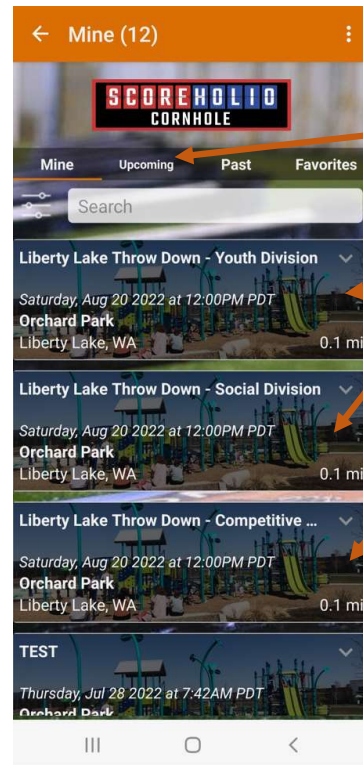 Mine (12)
SCOREHOLIO
CORNHOLE
Mine Upcoming Past Favorites
Search
Liberty Lake Throw Down - Youth Division
Saturday, Aug 20 2022 at 12:00PM PDT
Orchard Park
Liberty Lake, WA 0.1 mi
Liberty Lake Throw Down - Social Division
Saturday, Aug 20 2022 at 12:00PM PDT
Orchard Park
Liberty Lake, WA 0.1 mi
Liberty Lake Throw Down - Competitive ...
Saturday, Aug 20 2022 at 12:00PM PDT
Orchard Park
Liberty Lake, WA 0.1 mi
TEST
Thursday, Jul 28 2022 at 7:42AM PDT
Orchard Park